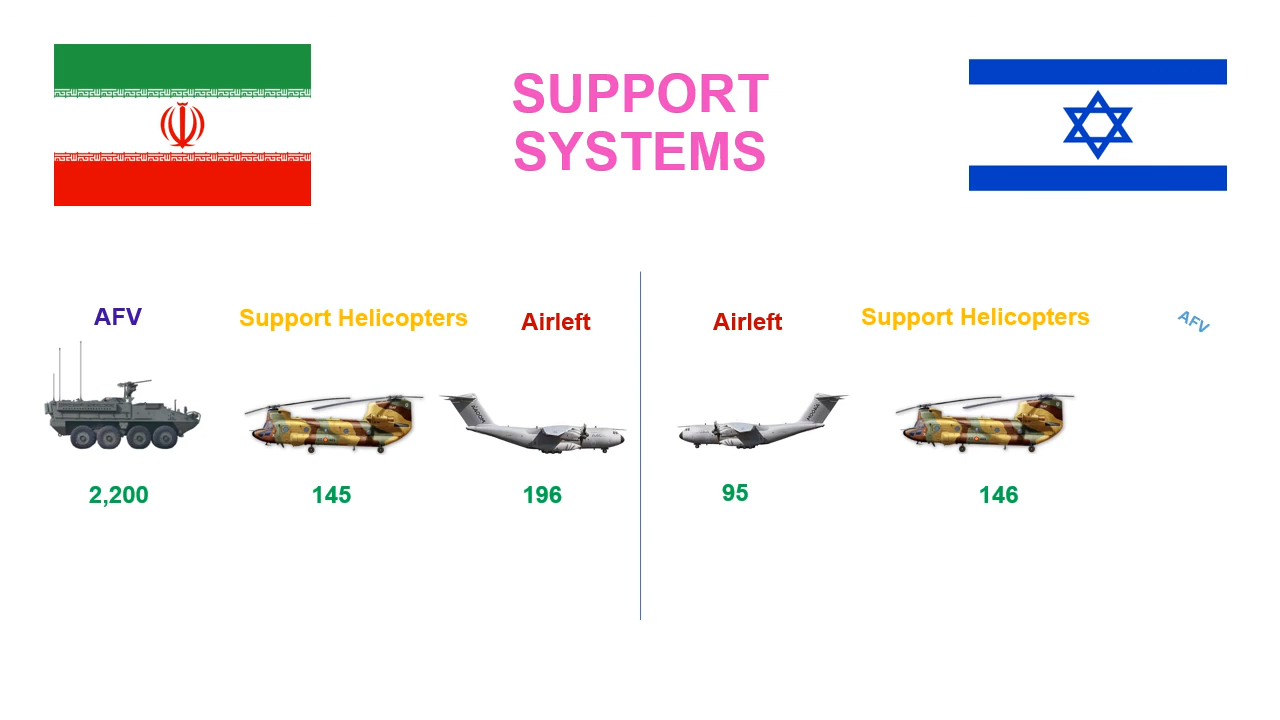 SUPPORT
SYSTEMS
AFV
Support Helicopters
Airleft
Airleft
Support Helicopters
AFV
2,200
145
196
95
146